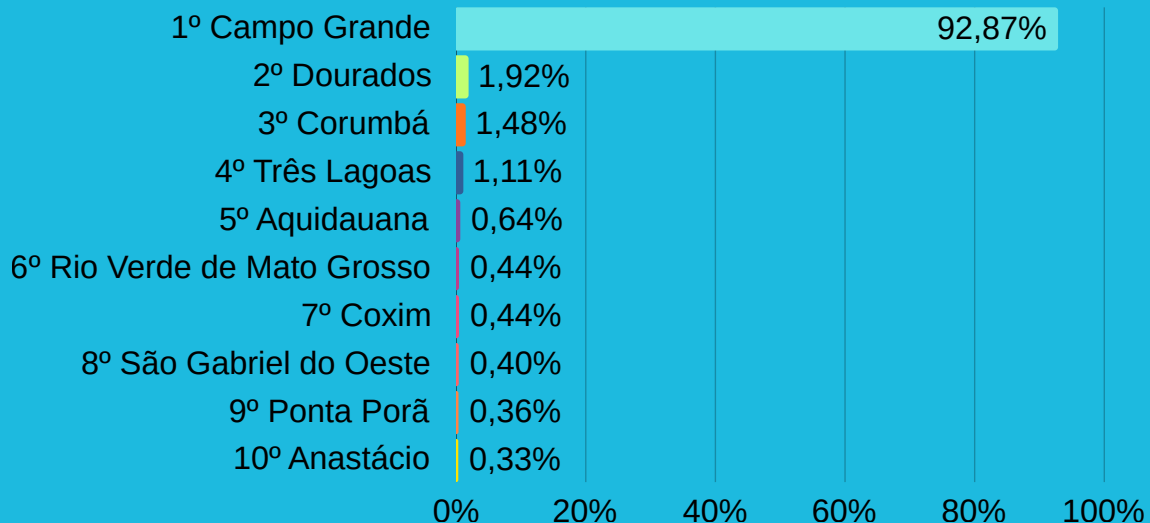 1º Campo Grande 92,87%
2º Dourados 1,92%
3º Corumbá 1,48%
4º Três Lagoas 1,11%
5º Aquidauana 0,64%
6º Rio Verde de Mato Grosso 0,44%
7º Coxim 0,44%
8º São Gabriel do Oeste 0,40%
9º Ponta Porã 0,36%
10º Anastácio 0,33%
0% 20% 40% 60% 80% 100%